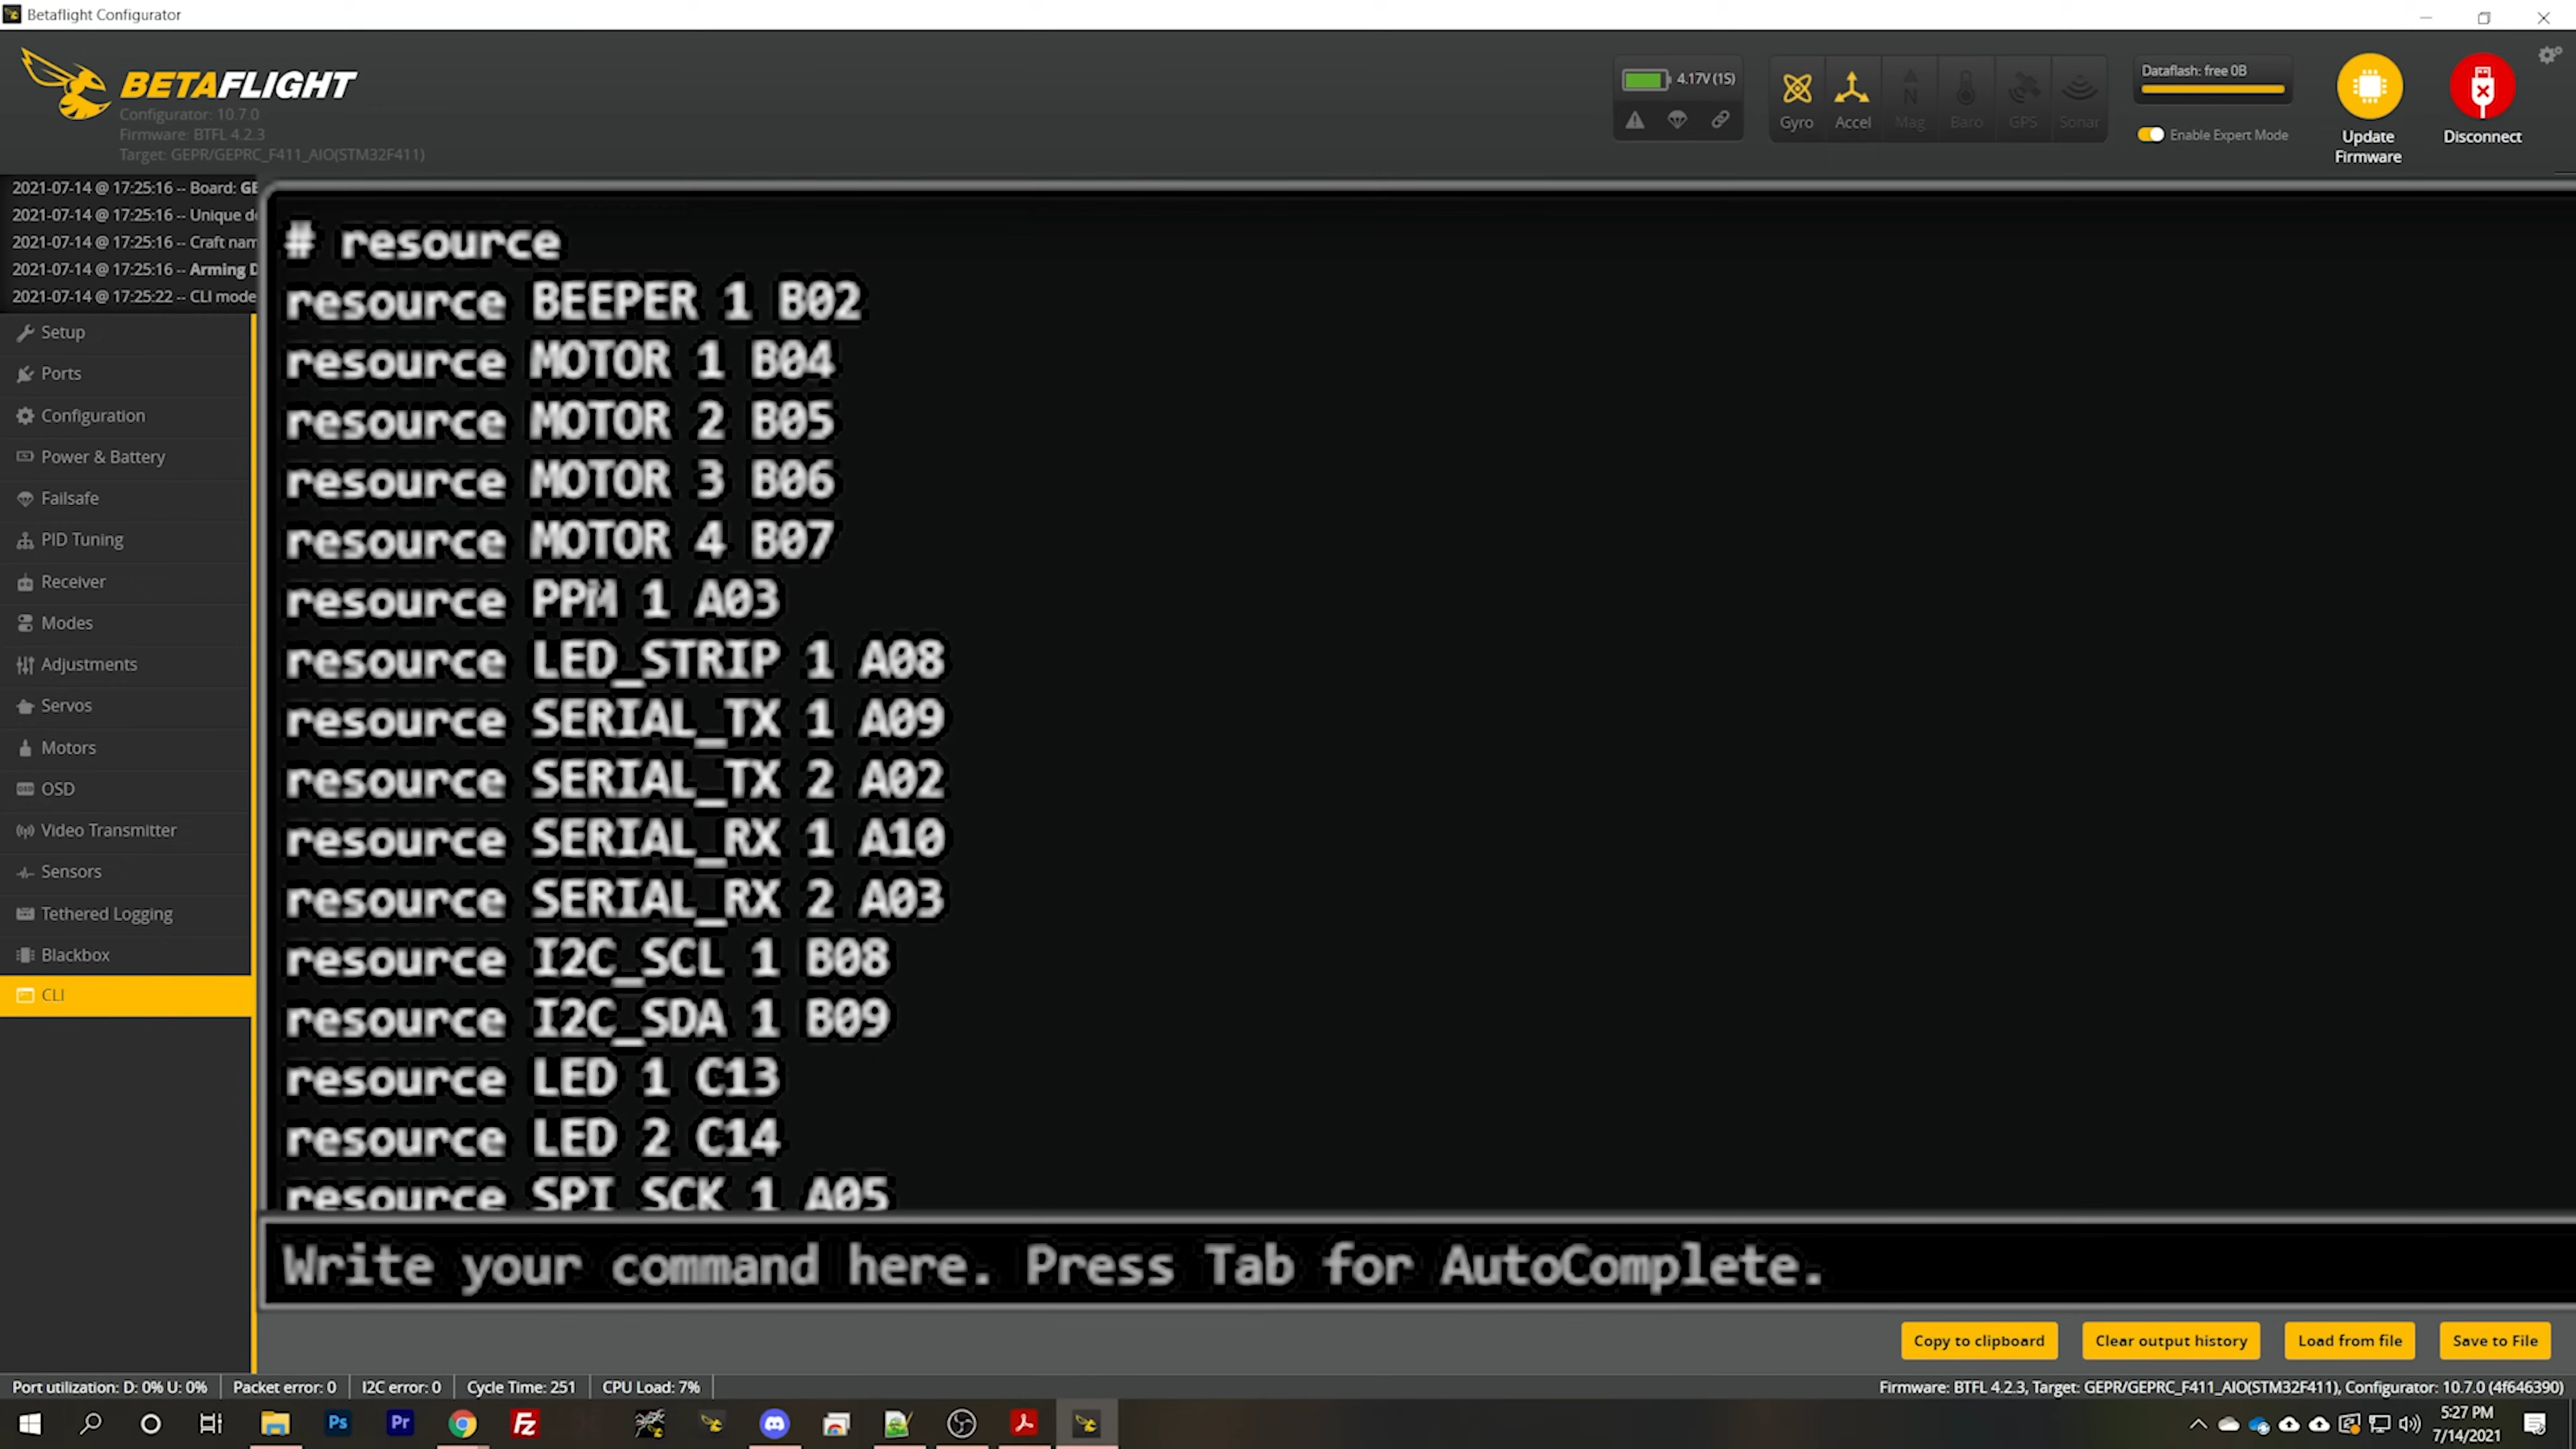 Betaflight Configurator
BETAFLIGHT
Configurator: 10.7.0
Firmware: BTFL 4.2.3
Target: GEPR/GEPRC_F411_AIO(STM32F411)
4.17V (1S)
Gyro
Accel
Mag
Baro
GPS
Sonar
Dataflash: free 0B
Enable Expert Mode
Update
Firmware
Disconnect
2021-07-14 @ 17:25:16 -- Board: GE
2021-07-14 @ 17:25:16 -- Unique de
2021-07-14 @ 17:25:16 -- Craft nam
2021-07-14 @ 17:25:16 -- Arming D
2021-07-14 @ 17:25:22 -- CLI mode
Setup
Ports
Configuration
Power & Battery
Failsafe
PID Tuning
Receiver
Modes
Adjustments
Servos
Motors
OSD
Video Transmitter
Sensors
Tethered Logging
Blackbox
CLI
# resource
resource BEEPER 1 B02
resource MOTOR 1 B04
resource MOTOR 2 B05
resource MOTOR 3 B06
resource MOTOR 4 B07
resource PPM 1 A03
resource LED_STRIP 1 A08
resource SERIAL_TX 1 A09
resource SERIAL_TX 2 A02
resource SERIAL_RX 1 A10
resource SERIAL_RX 2 A03
resource I2C_SCL 1 B08
resource I2C_SDA 1 B09
resource LED 1 C13
resource LED 2 C14
resource SPI_SCK 1 A05
Write your command here. Press Tab for AutoComplete.
Copy to clipboard
Clear output history
Load from file
Save to File
Port utilization: D: 0% U: 0%
Packet error: 0
I2C error: 0
Cycle Time: 251
CPU Load: 7%
Firmware: BTFL 4.2.3, Target: GEPR/GEPRC_F411_AIO(STM32F411), Configurator: 10.7.0 (4f646390)
Ps
Pr
Fz
5:27 PM
7/14/2021